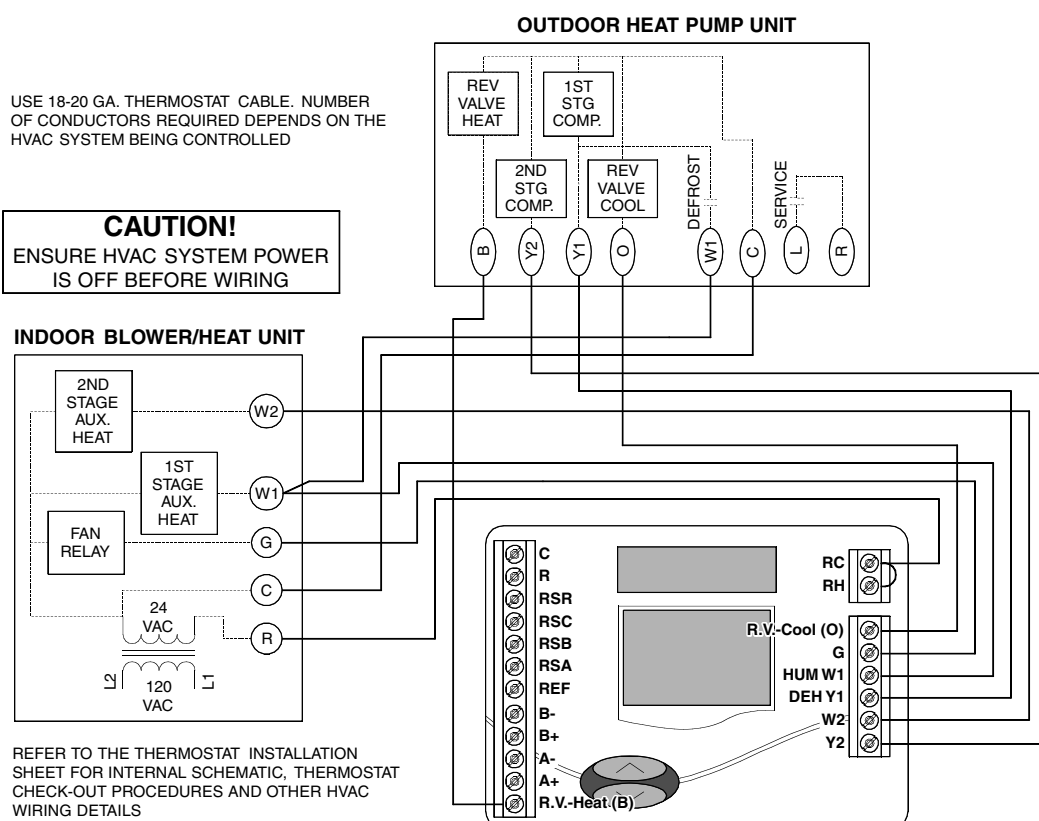 OUTDOOR HEAT PUMP UNIT
USE 18-20 GA. THERMOSTAT CABLE. NUMBER
OF CONDUCTORS REQUIRED DEPENDS ON THE
HVAC SYSTEM BEING CONTROLLED
REV
VALVE
HEAT
1ST
STG
COMP.
2ND
STG
COMP.
REV
VALVE
COOL
DEFROST
SERVICE
B
Y2
Y1
O
W1
C
L
R
CAUTION!
ENSURE HVAC SYSTEM POWER
IS OFF BEFORE WIRING
INDOOR BLOWER/HEAT UNIT
2ND
STAGE
AUX.
HEAT
W2
1ST
STAGE
AUX.
HEAT
W1
FAN
RELAY
G
C
24
VAC
R
L2
120
VAC
L1
C
R
RSR
RSC
RSB
RSA
REF
B-
B+
A-
A+
R.V.-Heat (B)
RC
RH
R.V.-Cool (O)
G
HUM W1
DEH Y1
W2
Y2
REFER TO THE THERMOSTAT INSTALLATION
SHEET FOR INTERNAL SCHEMATIC, THERMOSTAT
CHECK-OUT PROCEDURES AND OTHER HVAC
WIRING DETAILS